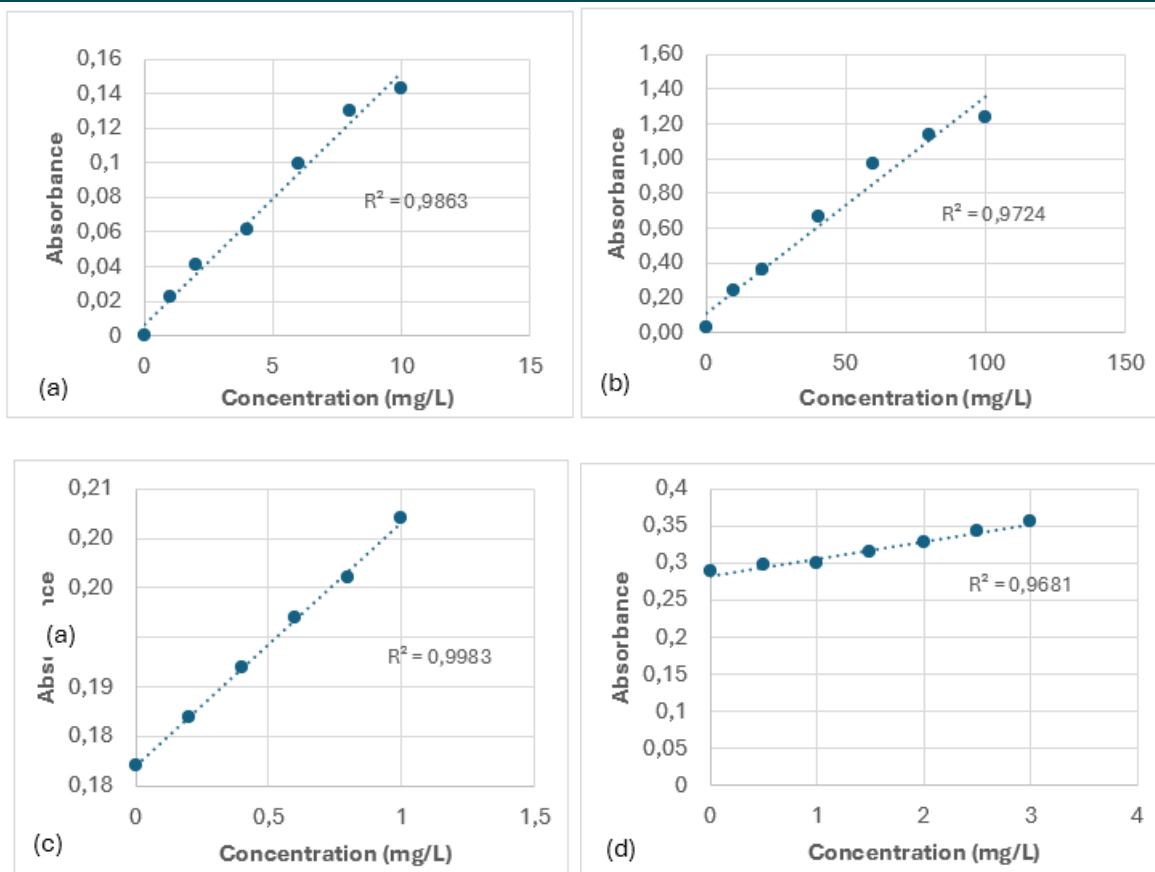 0,16
0,14
0,12
0,1
0,08
0,06
0,04
0,02
0
Absorbance
R² = 0,9863
0 5 10 15
Concentration (mg/L)
(a)
1,60
1,40
1,20
1,00
0,80
0,60
0,40
0,20
0,00
Absorbance
R² = 0,9724
0 50 100 150
Concentration (mg/L)
(b)
0,21
0,20
0,20
0,19
0,18
0,18
(a)
R² = 0,9983
0 0,5 1 1,5
Concentration (mg/L)
(c)
0,4
0,35
0,3
0,25
0,2
0,15
0,1
0,05
0
Absorbance
R² = 0,9681
0 1 2 3 4
Concentration (mg/L)
(d)